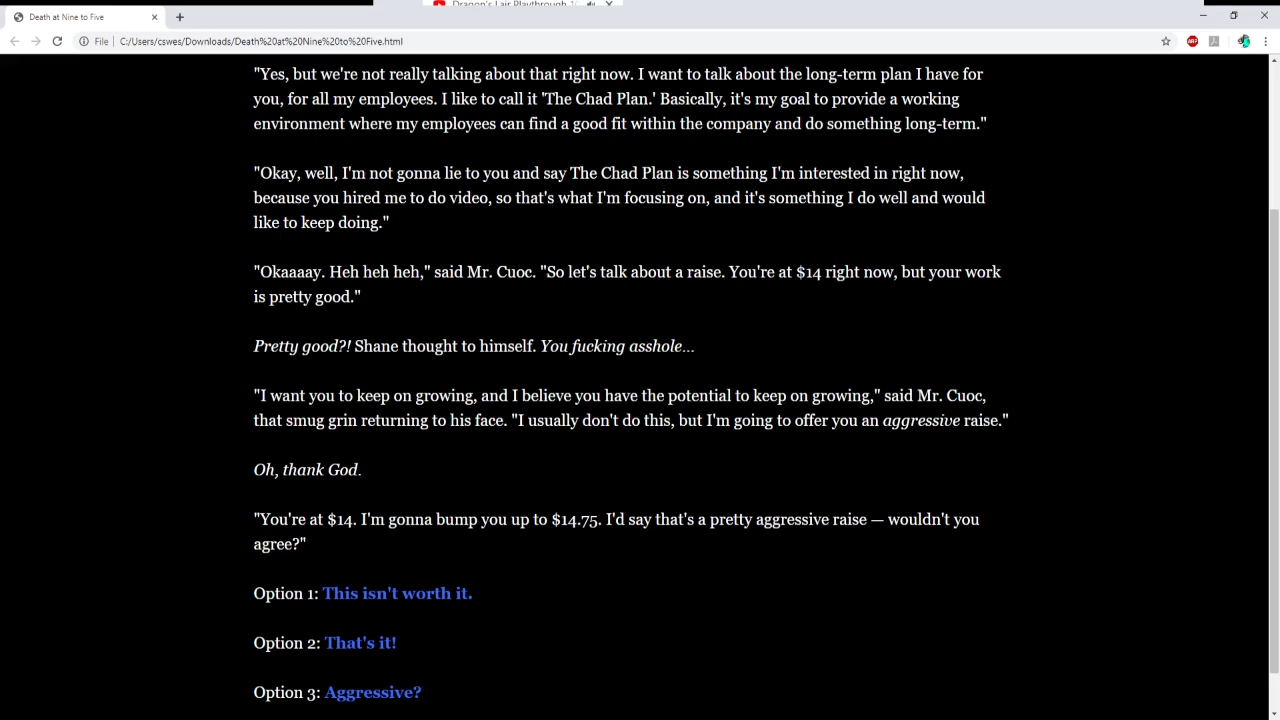 Dragon's Lair Playthrough
Death at Nine to Five
File
C:/Users/cswes/Downloads/Death%20at%20Nine%20to%20Five.html
"Yes, but we're not really talking about that right now. I want to talk about the long-term plan I have for
you, for all my employees. I like to call it 'The Chad Plan.' Basically, it's my goal to provide a working
environment where my employees can find a good fit within the company and do something long-term."
"Okay, well, I'm not gonna lie to you and say The Chad Plan is something I'm interested in right now,
because you hired me to do video, so that's what I'm focusing on, and it's something I do well and would
like to keep doing."
"Okaaaay. Heh heh heh," said Mr. Cuoc. "So let's talk about a raise. You're at $14 right now, but your work
is pretty good."
Pretty good?! Shane thought to himself. You fucking asshole...
"I want you to keep on growing, and I believe you have the potential to keep on growing," said Mr. Cuoc,
that smug grin returning to his face. "I usually don't do this, but I'm going to offer you an aggressive raise."
Oh, thank God.
"You're at $14. I'm gonna bump you up to $14.75. I'd say that's a pretty aggressive raise — wouldn't you
agree?"
Option 1: This isn't worth it.
Option 2: That's it!
Option 3: Aggressive?